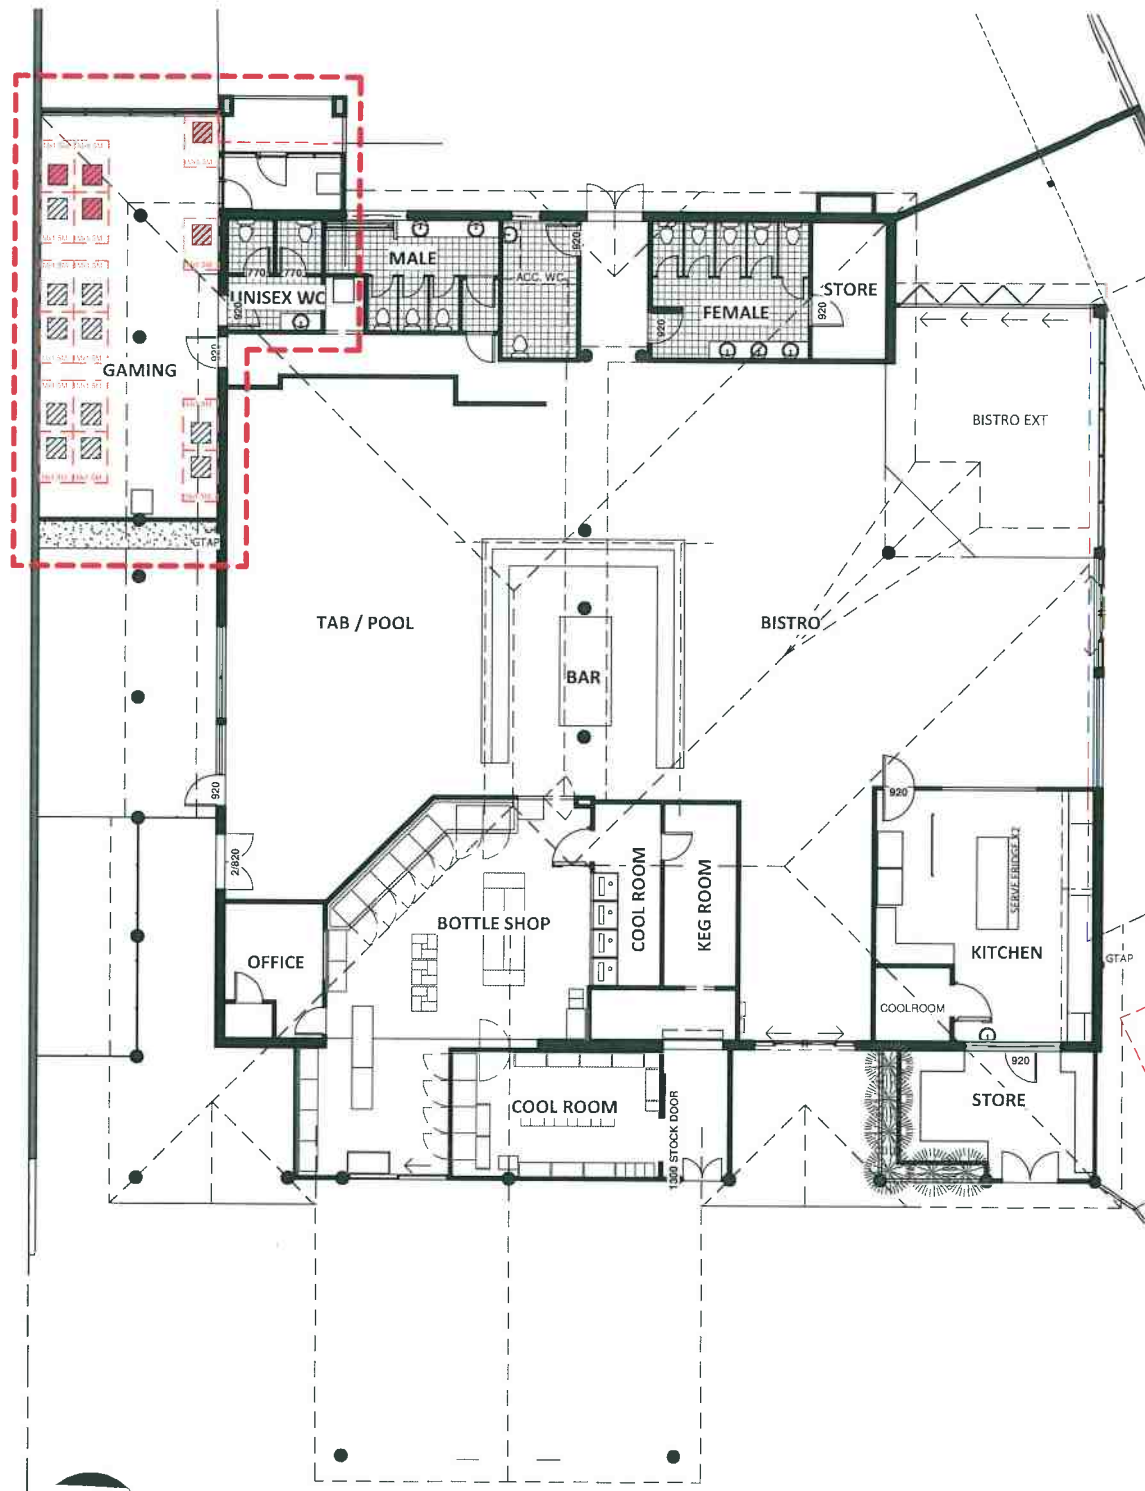 MALE
770
770
920
ACC. WC
920
UNISEX WC
920
FEMALE
920
STORE
920
GAMING
BISTRO EXT
GTAP
TAB / POOL
BISTRO
BAR
920
920
2/820
SERVE FRIDGE X2
BOTTLE SHOP
COOL ROOM
KEG ROOM
KITCHEN
OFFICE
GTAP
COOLROOM
920
COOL ROOM
STORE
1000 STOCK DOOR